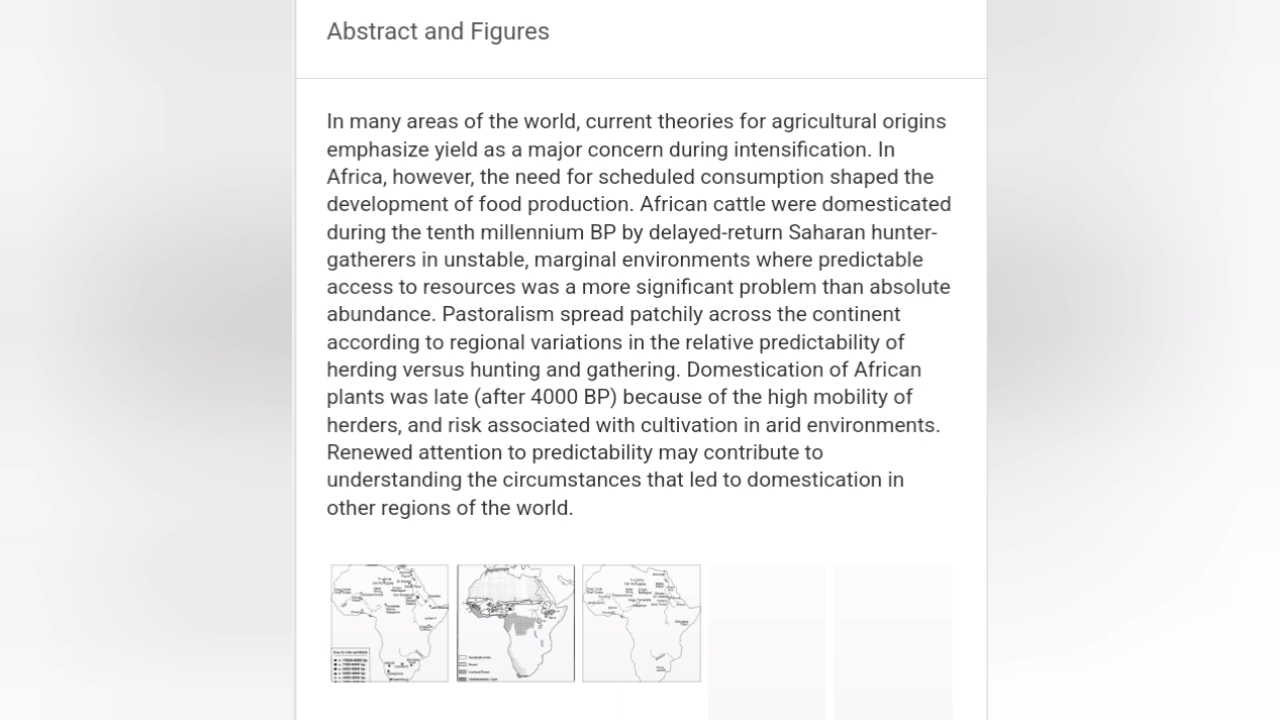 Abstract and Figures
In many areas of the world, current theories for agricultural origins
emphasize yield as a major concern during intensification. In
Africa, however, the need for scheduled consumption shaped the
development of food production. African cattle were domesticated
during the tenth millennium BP by delayed-return Saharan hunter-
gatherers in unstable, marginal environments where predictable
access to resources was a more significant problem than absolute
abundance. Pastoralism spread patchily across the continent
according to regional variations in the relative predictability of
herding versus hunting and gathering. Domestication of African
plants was late (after 4000 BP) because of the high mobility of
herders, and risk associated with cultivation in arid environments.
Renewed attention to predictability may contribute to
understanding the circumstances that led to domestication in
other regions of the world.